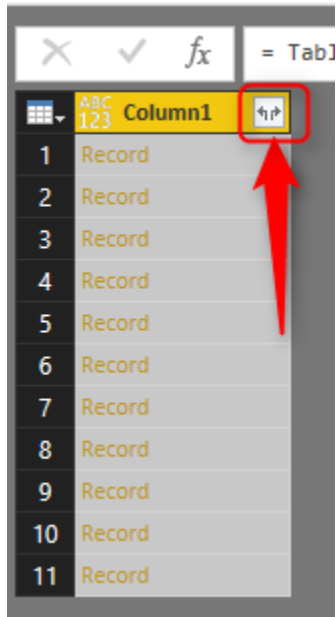 fx = Tabl
ABC 123 Column1
1 Record
2 Record
3 Record
4 Record
5 Record
6 Record
7 Record
8 Record
9 Record
10 Record
11 Record